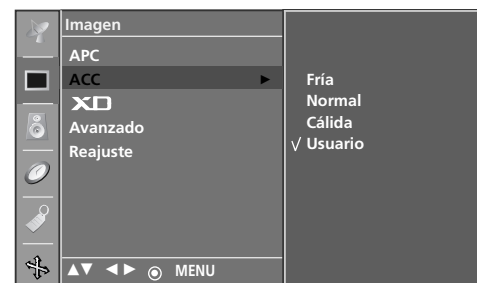 Imagen
APC
ACC ►
XD
Avanzado
Reajuste
▲▼ ◄► ⦿ MENU
Fría
Normal
Cálida
√ Usuario